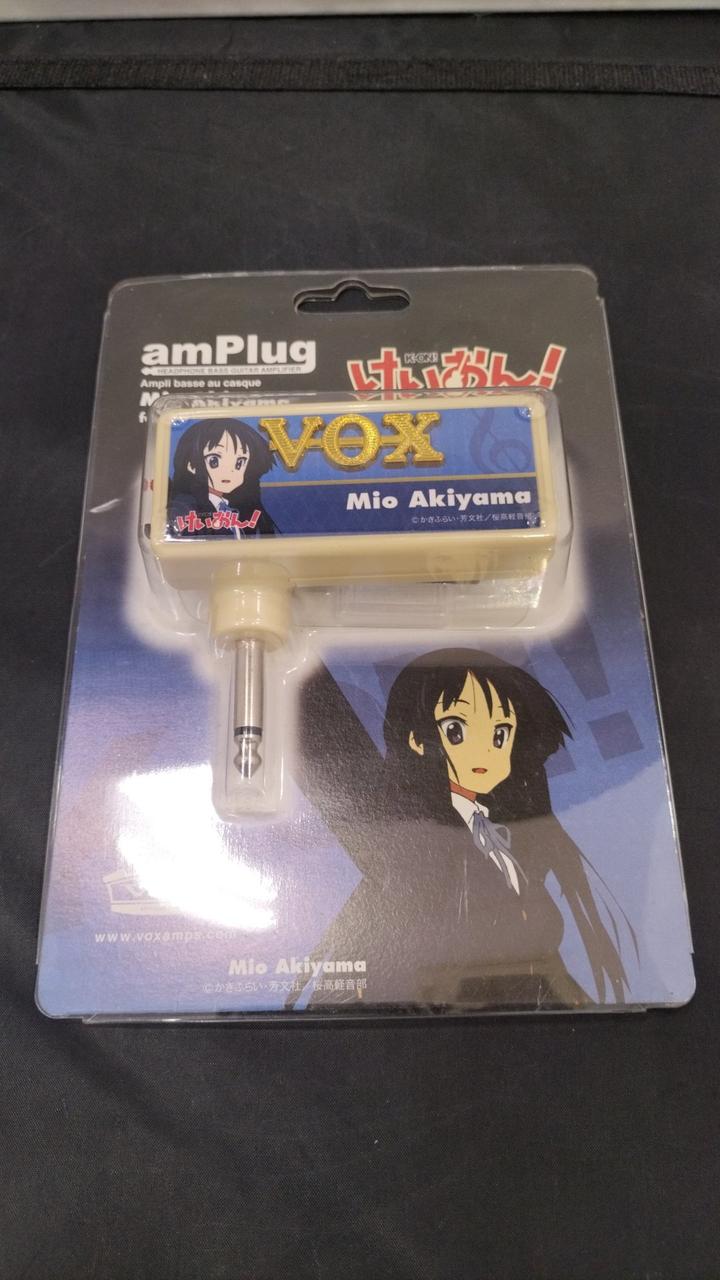 amPlug
HEADPHONE BASS GUITAR AMPLIFIER
Ampli basse au casque
Mio Akiyama
K-ON!
けいおん!
VOX
Mio Akiyama
けいおん!
©かきふらい・芳文社／桜高軽音部
www.voxamps.com
Mio Akiyama
©かきふらい・芳文社／桜高軽音部